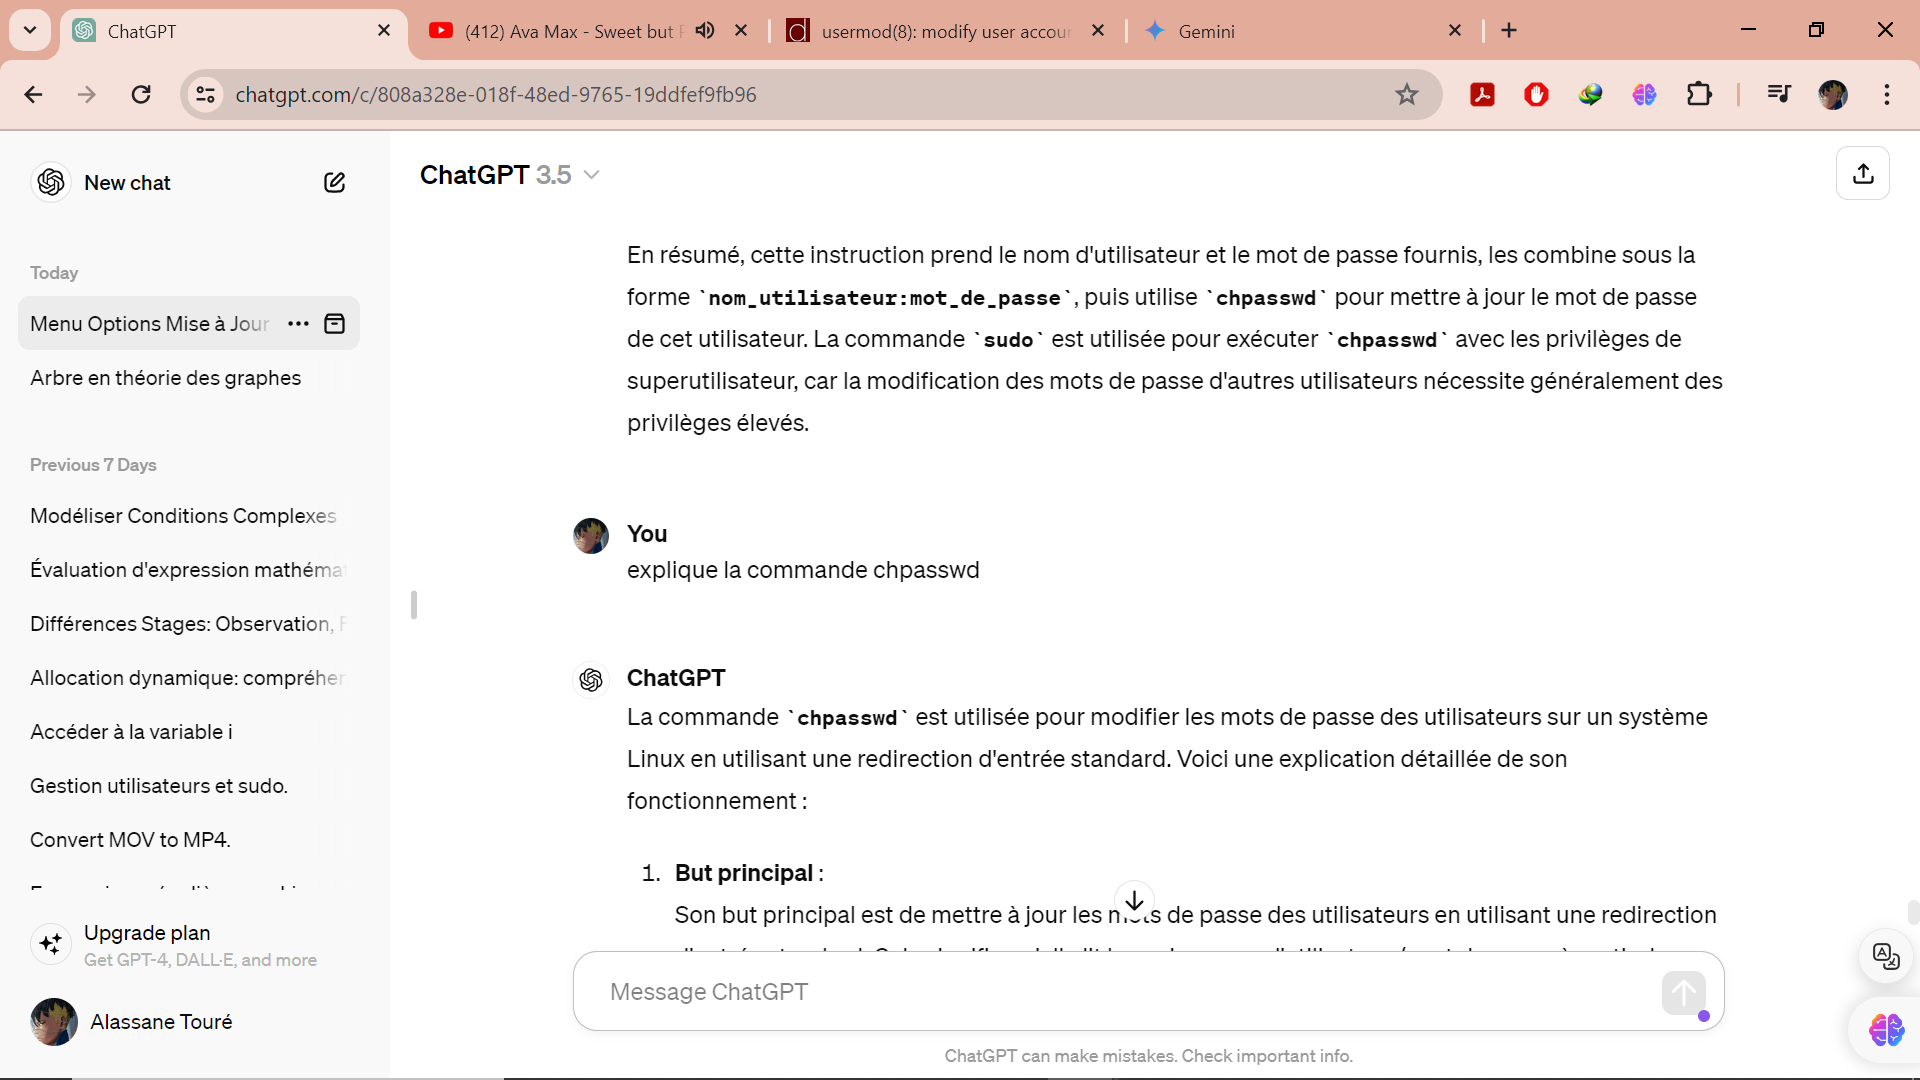 ChatGPT
(412) Ava Max - Sweet but
usermod(8): modify user accour
Gemini
chatgpt.com/c/808a328e-018f-48ed-9765-19ddfef9fb96
New chat
Today
Menu Options Mise à Jour
Arbre en théorie des graphes
Previous 7 Days
Modéliser Conditions Complexes
Évaluation d'expression mathémat
Différences Stages: Observation, F
Allocation dynamique: compréhen
Accéder à la variable i
Gestion utilisateurs et sudo.
Convert MOV to MP4.
Upgrade plan
Get GPT-4, DALL·E, and more
Alassane Touré
ChatGPT 3.5
En résumé, cette instruction prend le nom d'utilisateur et le mot de passe fournis, les combine sous la
forme `nom_utilisateur:mot_de_passe`, puis utilise `chpasswd` pour mettre à jour le mot de passe
de cet utilisateur. La commande `sudo` est utilisée pour exécuter `chpasswd` avec les privilèges de
superutilisateur, car la modification des mots de passe d'autres utilisateurs nécessite généralement des
privilèges élevés.
You
explique la commande chpasswd
ChatGPT
La commande `chpasswd` est utilisée pour modifier les mots de passe des utilisateurs sur un système
Linux en utilisant une redirection d'entrée standard. Voici une explication détaillée de son
fonctionnement :
1. But principal :
Son but principal est de mettre à jour les mots de passe des utilisateurs en utilisant une redirection
Message ChatGPT
ChatGPT can make mistakes. Check important info.